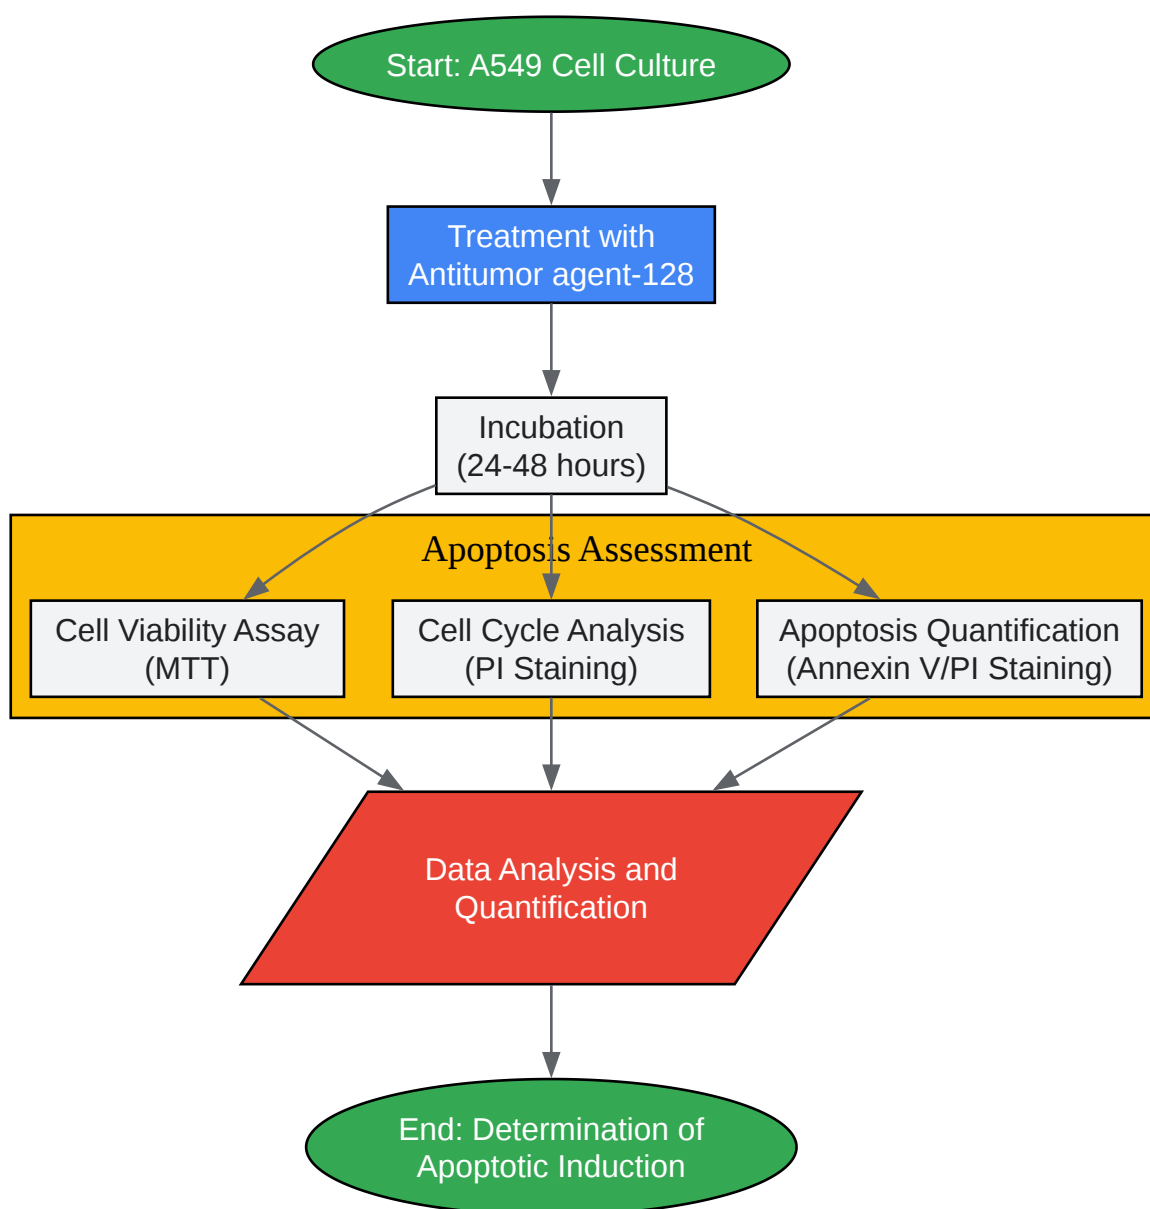 Start: A549 Cell Culture
Treatment with
Antitumor agent-128
Incubation
(24-48 hours)
Apoptosis Assessment
Cell Viability Assay
(MTT)
Cell Cycle Analysis
(PI Staining)
Apoptosis Quantification
(Annexin V/PI Staining)
Data Analysis and
Quantification
End: Determination of
Apoptotic Induction